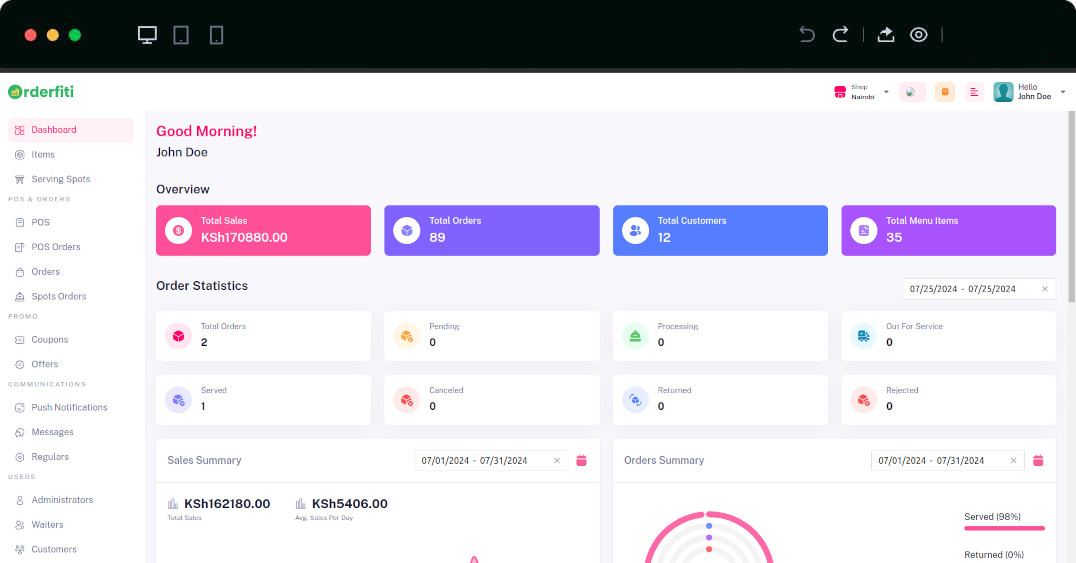 Orderfiti
Shop
Nairobi
Hello
John Doe
Dashboard
Items
Serving Spots
POS & ORDERS
POS
POS Orders
Orders
Spots Orders
PROMO
Coupons
Offers
COMMUNICATIONS
Push Notifications
Messages
Regulars
USERS
Administrators
Waiters
Customers
Good Morning!
John Doe
Overview
Total Sales
KSh170880.00
Total Orders
89
Total Customers
12
Total Menu Items
35
Order Statistics
07/25/2024 - 07/25/2024
Total Orders
2
Pending
0
Processing
0
Out For Service
0
Served
1
Canceled
0
Returned
0
Rejected
0
Sales Summary
07/01/2024 - 07/31/2024
KSh162180.00
Total Sales
KSh5406.00
Avg. Sales Per Day
Orders Summary
07/01/2024 - 07/31/2024
Served (98%)
Returned (0%)